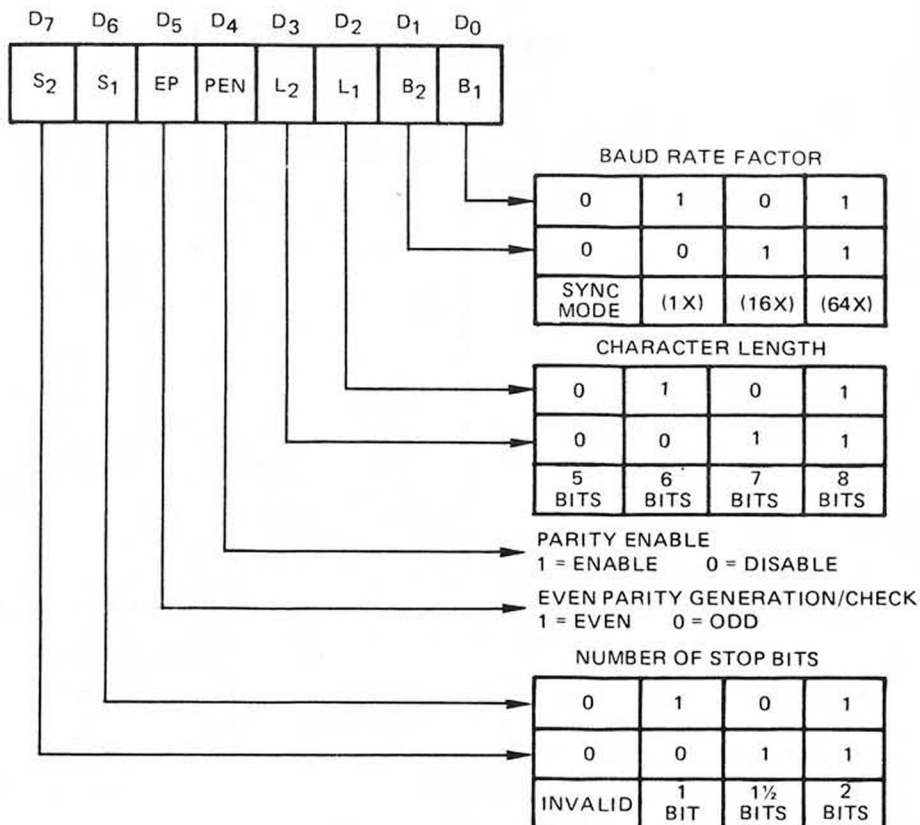 D7 D6 D5 D4 D3 D2 D1 D0
S2 S1 EP PEN L2 L1 B2 B1
BAUD RATE FACTOR
0 1 0 1
0 0 1 1
SYNC MODE (1X) (16X) (64X)
CHARACTER LENGTH
0 1 0 1
0 0 1 1
5 BITS 6 BITS 7 BITS 8 BITS
PARITY ENABLE
1 = ENABLE 0 = DISABLE
EVEN PARITY GENERATION/CHECK
1 = EVEN 0 = ODD
NUMBER OF STOP BITS
0 1 0 1
0 0 1 1
INVALID 1 BIT 1½ BITS 2 BITS